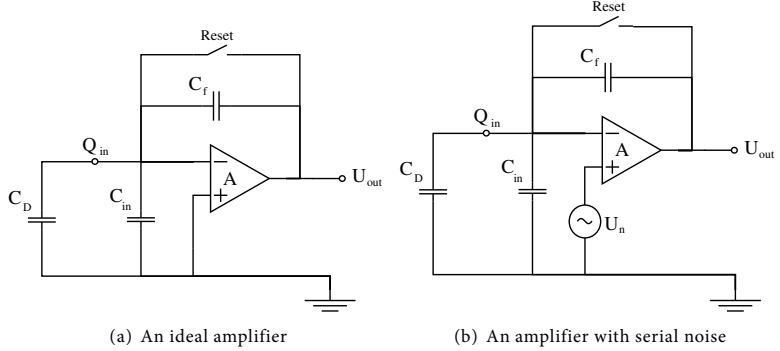 Reset
C_f
Q_in
A
U_out
C_D
C_in
(a) An ideal amplifier
Reset
C_f
Q_in
A
U_out
C_D
C_in
U_n
(b) An amplifier with serial noise